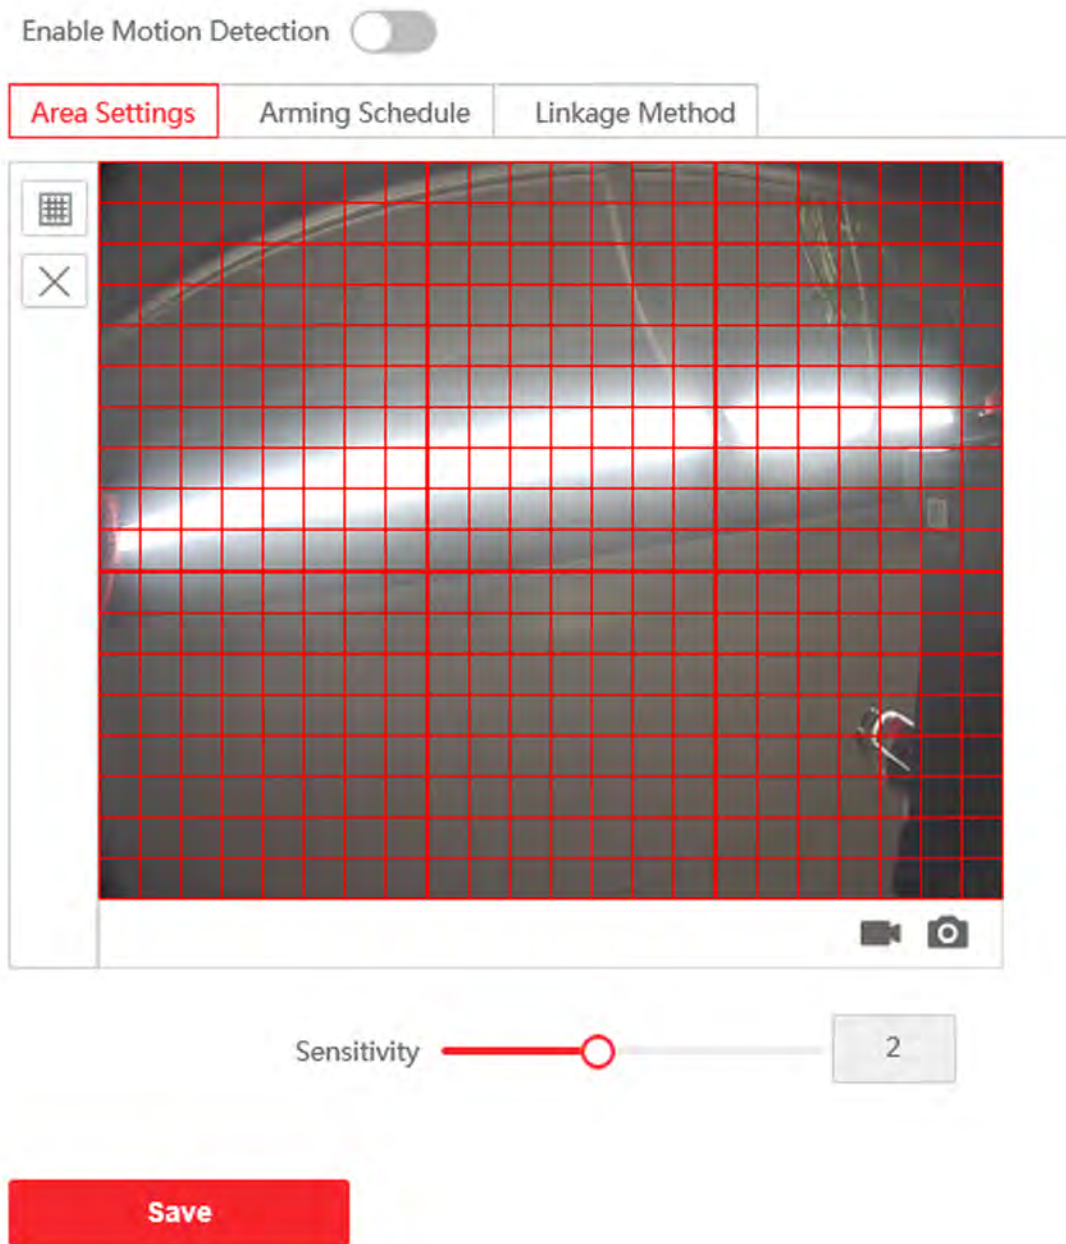 Enable Motion Detection
Area Settings Arming Schedule Linkage Method
Sensitivity 2
Save